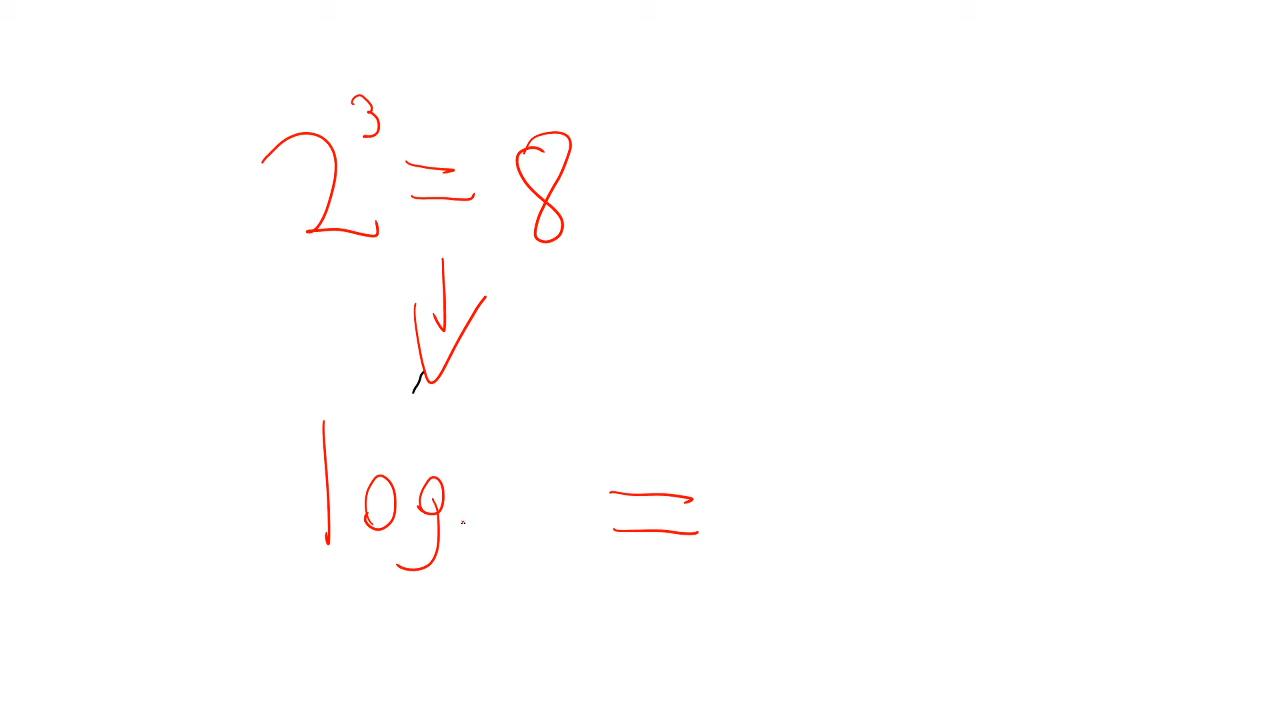 2³ = 8
log =